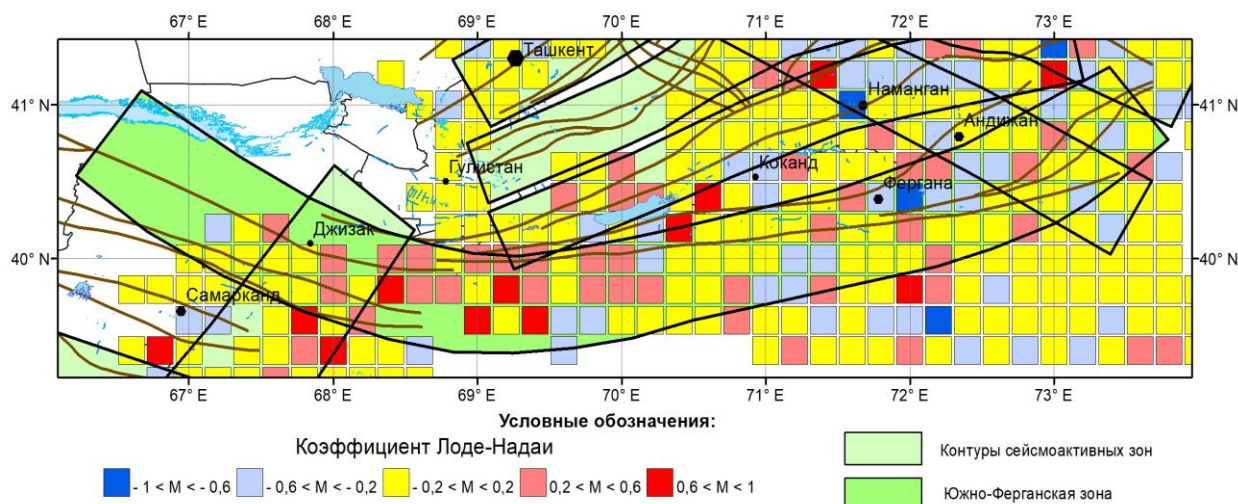 67° E 68° E 69° E 70° E 71° E 72° E 73° E
Ташкент
41° N 41° N
Наманган
Андижан
Гулистан
Коканд
Фергана
Джизак
40° N 40° N
Самарканд
67° E 68° E 69° E 70° E 71° E 72° E 73° E
Условные обозначения:
Коэффициент Лоде-Надаи
Контуры сейсмоактивных зон
- 1 < M < - 0,6 - 0,6 < M < - 0,2 - 0,2 < M < 0,2 0,2 < M < 0,6 0,6 < M < 1
Южно-Ферганская зона